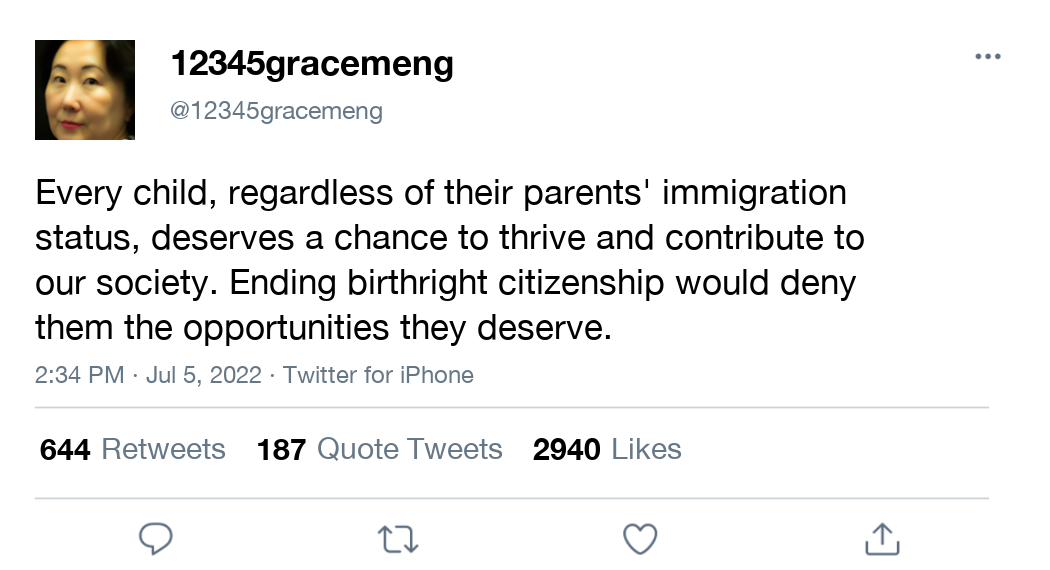 12345gracemeng
@12345gracemeng
Every child, regardless of their parents' immigration
status, deserves a chance to thrive and contribute to
our society. Ending birthright citizenship would deny
them the opportunities they deserve.
2:34 PM · Jul 5, 2022 · Twitter for iPhone
644 Retweets 187 Quote Tweets 2940 Likes